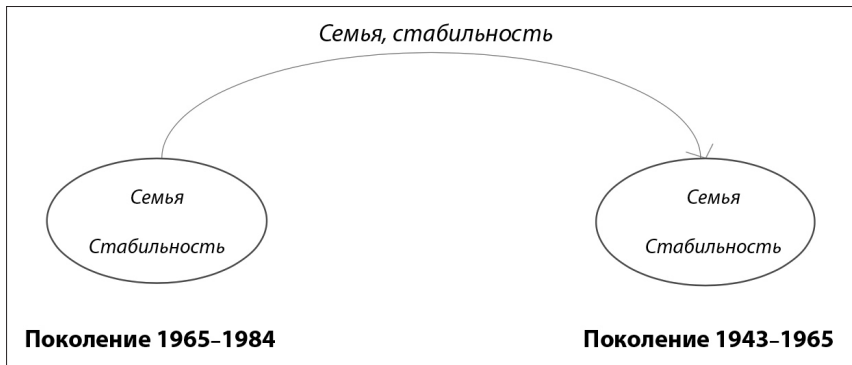 Семья, стабильность
Семья
Стабильность
Семья
Стабильность
Поколение 1965–1984
Поколение 1943–1965